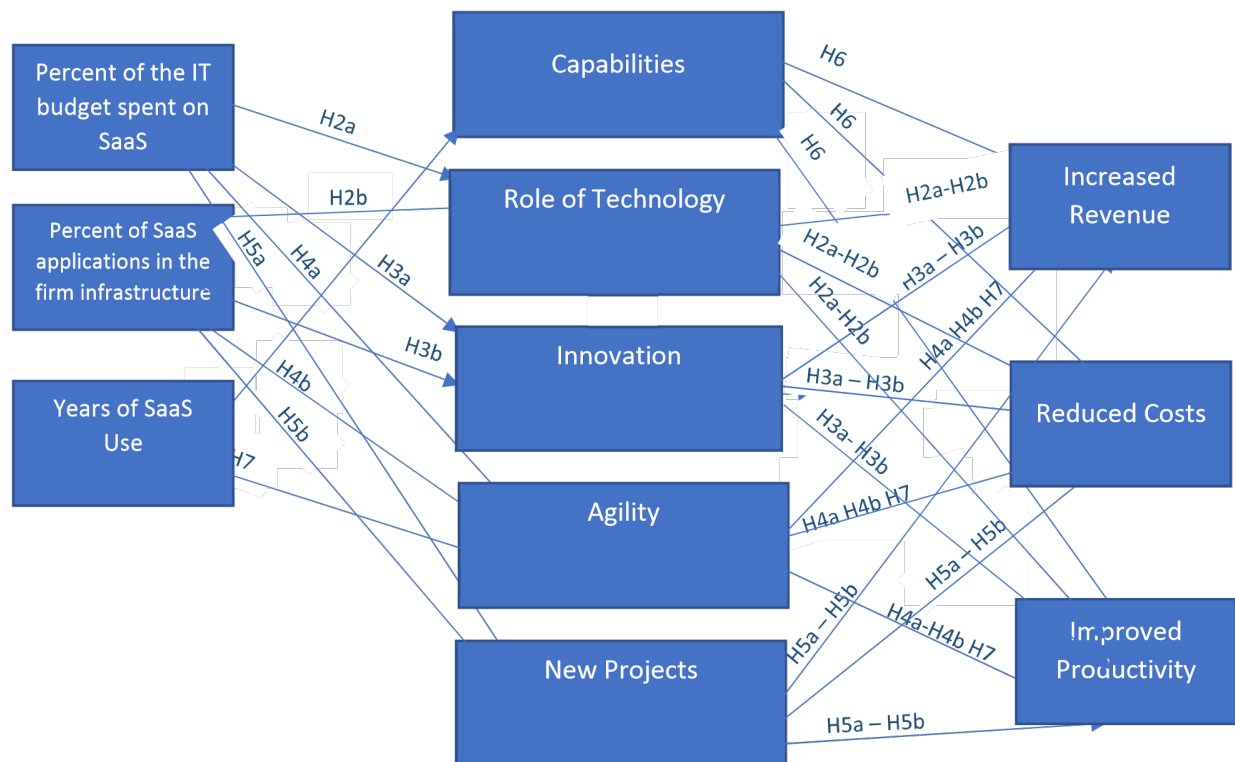 Percent of the IT
budget spent on
SaaS
Percent of SaaS
applications in the
firm infrastructure
Years of SaaS
Use
H2a
H2b
H3a
H4a
H5a
H3b
H4b
H5b
H7
Capabilities
Role of Technology
Innovation
Agility
New Projects
H6
H6
H6
H2a-H2b
H2a-H2b
H2a-H2b
H3a – H3b
H3a – H3b
H3a- H3b
H4a H4b H7
H4a H4b H7
H4a-H4b H7
H5a – H5b
H5a – H5b
H5a – H5b
Increased
Revenue
Reduced Costs
Improved
Productivity